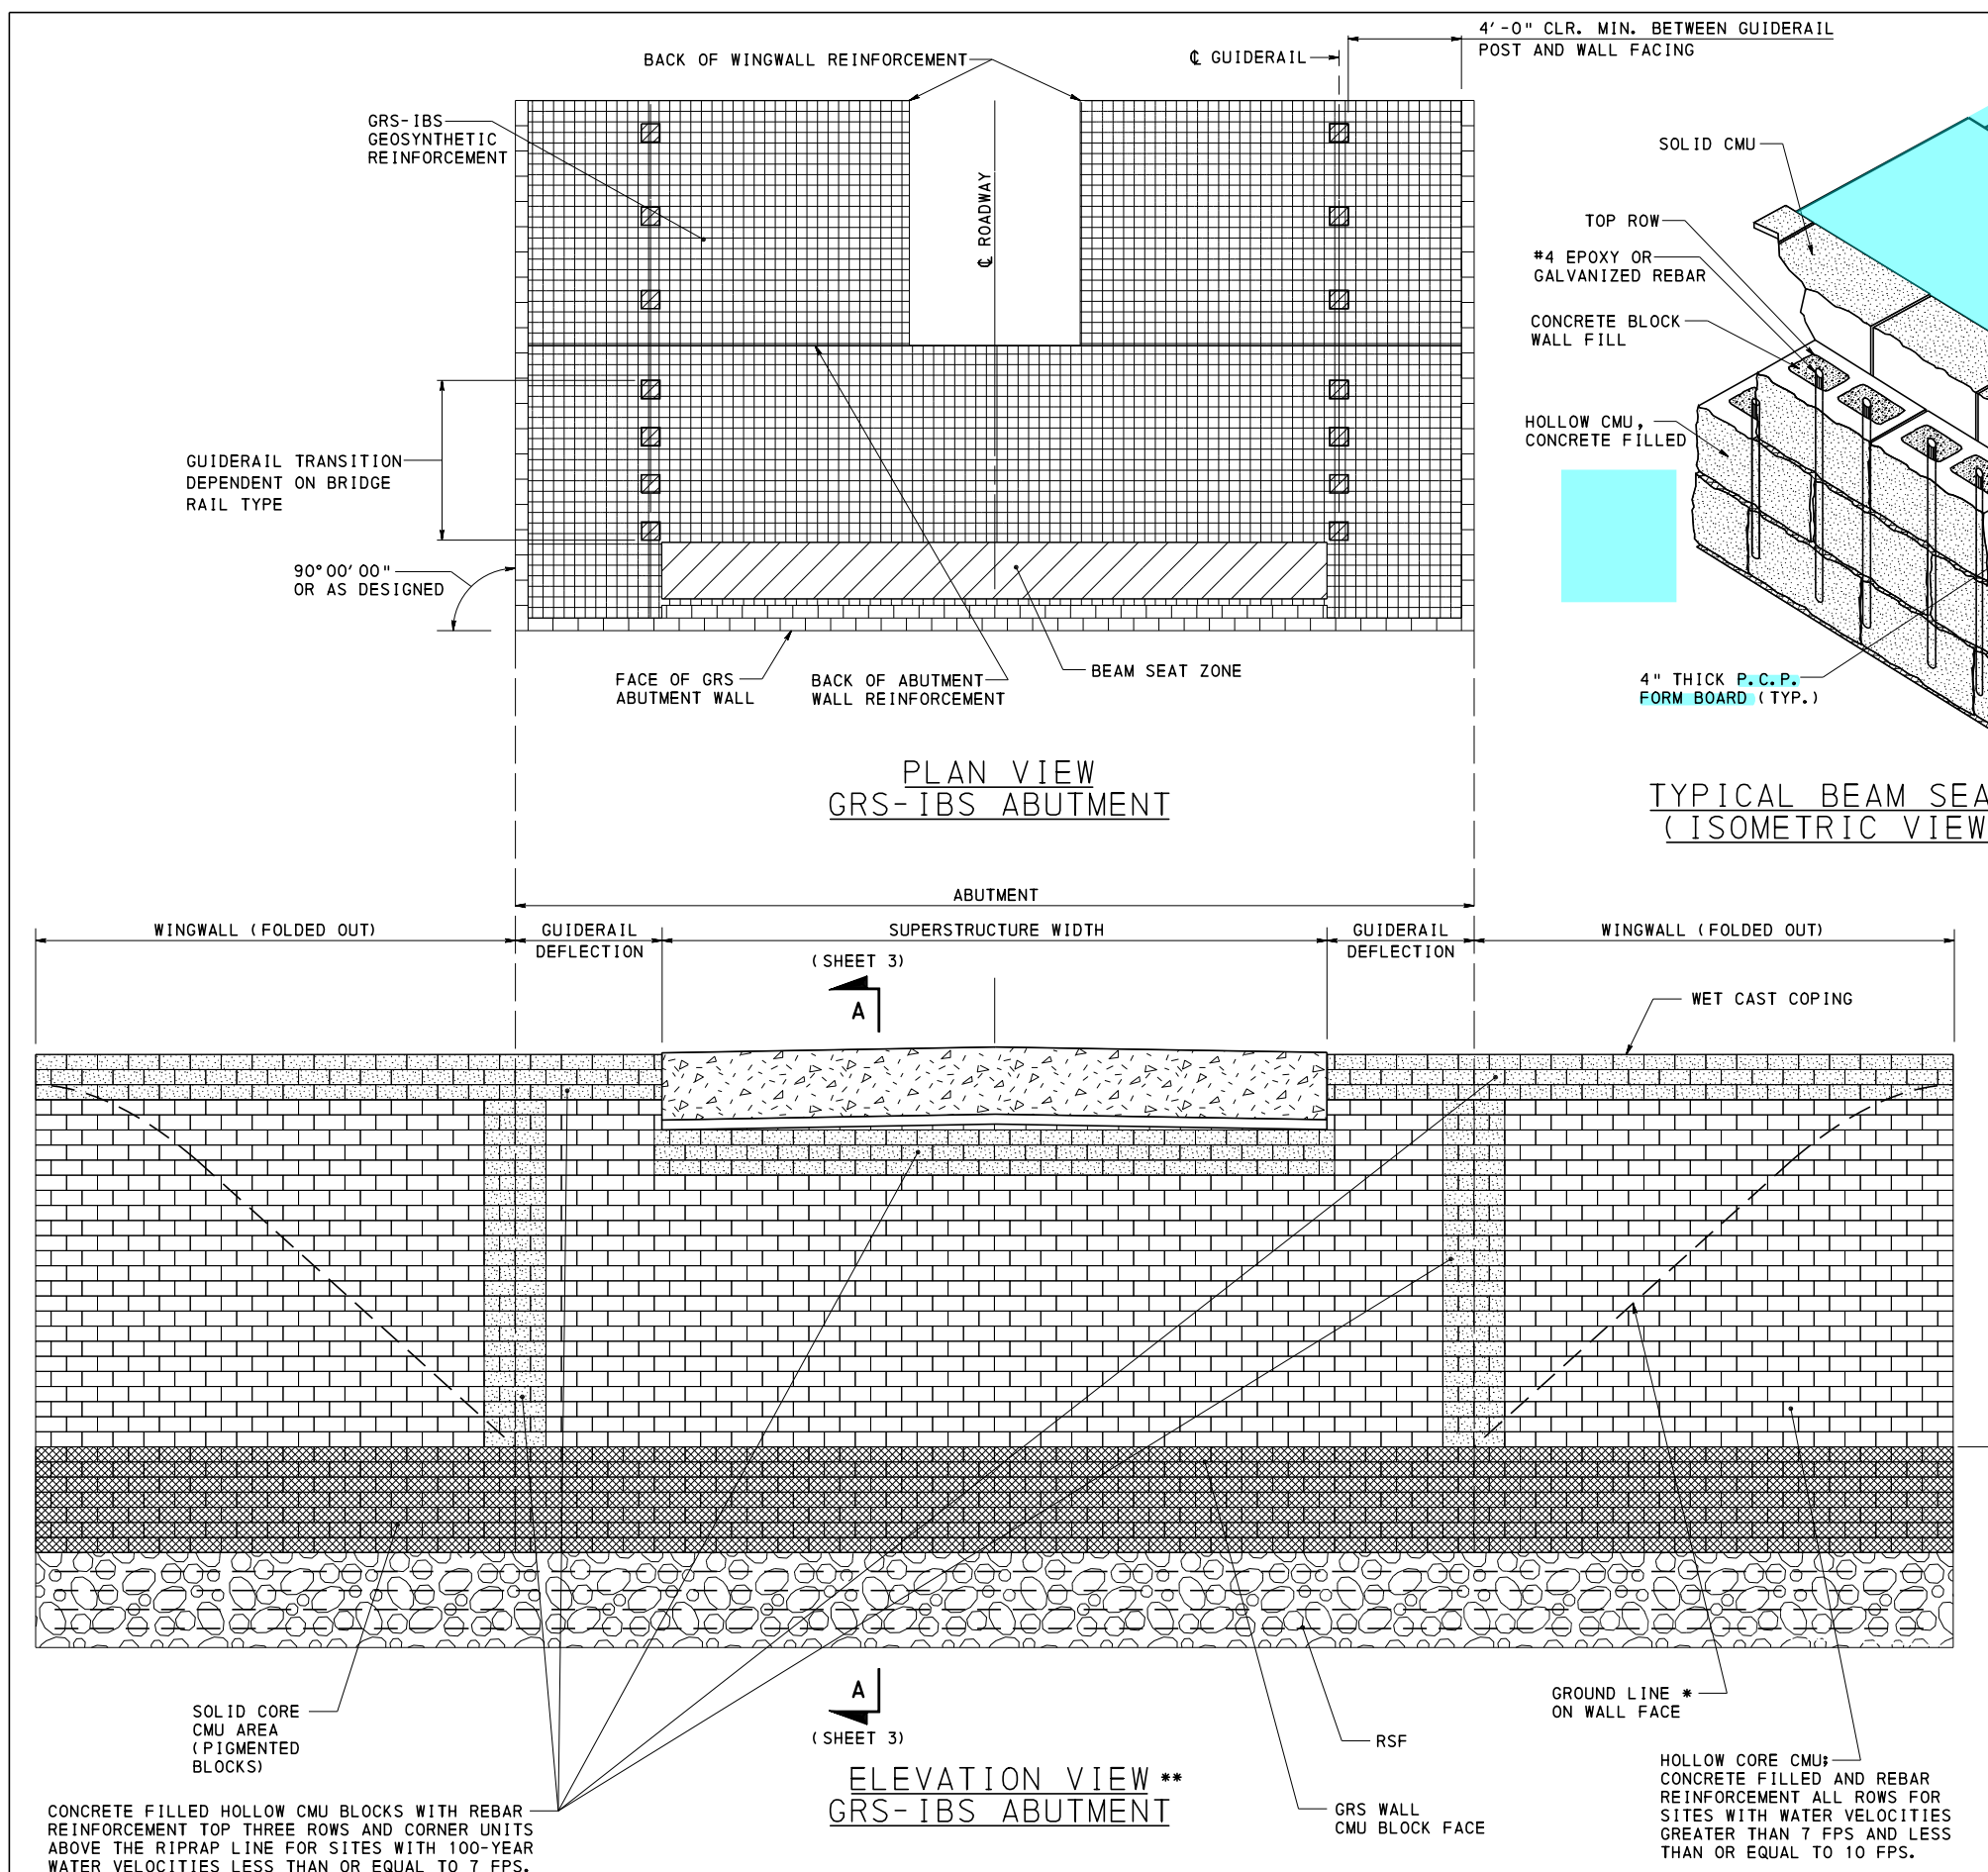 4'-0" CLR. MIN. BETWEEN GUIDERAIL
POST AND WALL FACING
BACK OF WINGWALL REINFORCEMENT
℄ GUIDERAIL
GRS-IBS
GEOSYNTHETIC
REINFORCEMENT
℄ ROADWAY
GUIDERAIL TRANSITION
DEPENDENT ON BRIDGE
RAIL TYPE
90°00'00"
OR AS DESIGNED
FACE OF GRS
ABUTMENT WALL
BACK OF ABUTMENT
WALL REINFORCEMENT
BEAM SEAT ZONE
PLAN VIEW
GRS-IBS ABUTMENT
SOLID CMU
TOP ROW
#4 EPOXY OR
GALVANIZED REBAR
CONCRETE BLOCK
WALL FILL
HOLLOW CMU,
CONCRETE FILLED
4" THICK P.C.P.
FORM BOARD (TYP.)
TYPICAL BEAM SEA
(ISOMETRIC VIEW
ABUTMENT
WINGWALL (FOLDED OUT)
GUIDERAIL
DEFLECTION
SUPERSTRUCTURE WIDTH
GUIDERAIL
DEFLECTION
WINGWALL (FOLDED OUT)
(SHEET 3)
A
WET CAST COPING
A
(SHEET 3)
SOLID CORE
CMU AREA
(PIGMENTED
BLOCKS)
CONCRETE FILLED HOLLOW CMU BLOCKS WITH REBAR
REINFORCEMENT TOP THREE ROWS AND CORNER UNITS
ABOVE THE RIPRAP LINE FOR SITES WITH 100-YEAR
WATER VELOCITIES LESS THAN OR EQUAL TO 7 FPS.
ELEVATION VIEW **
GRS-IBS ABUTMENT
RSF
GRS WALL
CMU BLOCK FACE
GROUND LINE *
ON WALL FACE
HOLLOW CORE CMU;
CONCRETE FILLED AND REBAR
REINFORCEMENT ALL ROWS FOR
SITES WITH WATER VELOCITIES
GREATER THAN 7 FPS AND LESS
THAN OR EQUAL TO 10 FPS.